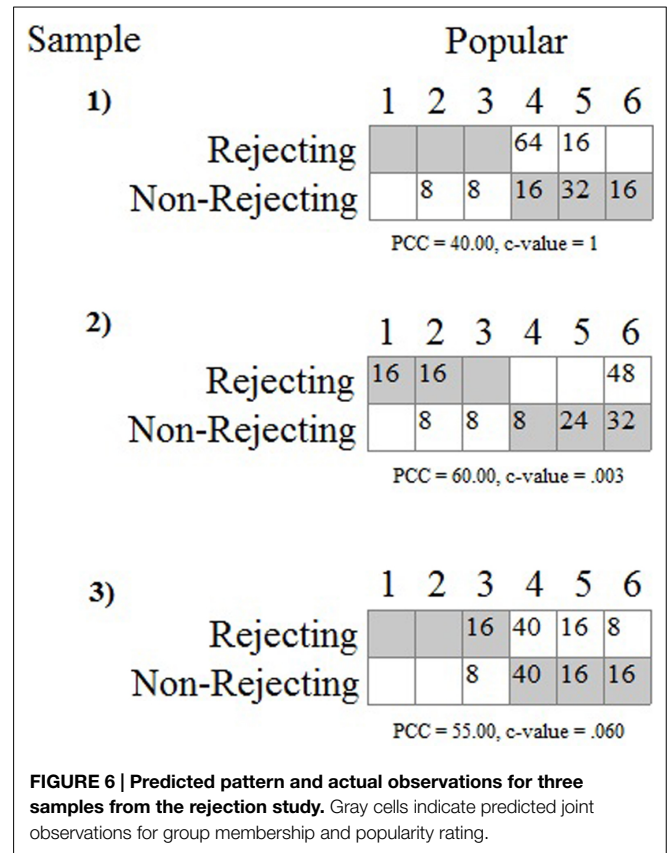 Sample Popular
1) 1 2 3 4 5 6
Rejecting 64 16
Non-Rejecting 8 8 16 32 16
PCC = 40.00, c-value = 1
2) 1 2 3 4 5 6
Rejecting 16 16 48
Non-Rejecting 8 8 8 24 32
PCC = 60.00, c-value = .003
3) 1 2 3 4 5 6
Rejecting 16 40 16 8
Non-Rejecting 8 40 16 16
PCC = 55.00, c-value = .060
FIGURE 6 | Predicted pattern and actual observations for three
samples from the rejection study. Gray cells indicate predicted joint
observations for group membership and popularity rating.